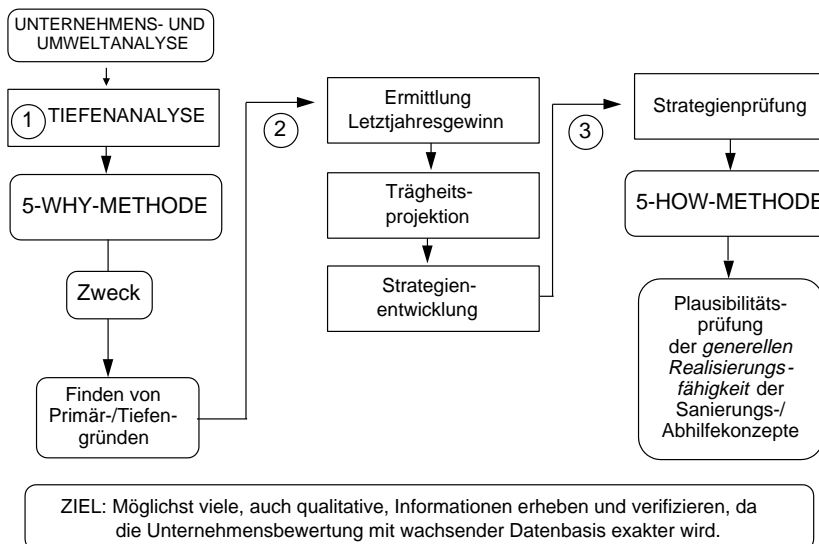 UNTERNEHMENS- UND
UMWELTANALYSE
1 TIEFENANALYSE
5-WHY-METHODE
Zweck
Finden von
Primär-/Tiefen-
gründen
2
Ermittlung
Letztjahresgewinn
Trägheits-
projektion
Strategien-
entwicklung
3
Strategienprüfung
5-HOW-METHODE
Plausibilitäts-
prüfung
der generellen
Realisierungs-
fähigkeit der
Sanierungs-/
Abhilfekonzepte
ZIEL: Möglichst viele, auch qualitative, Informationen erheben und verifizieren, da
die Unternehmensbewertung mit wachsender Datenbasis exakter wird.